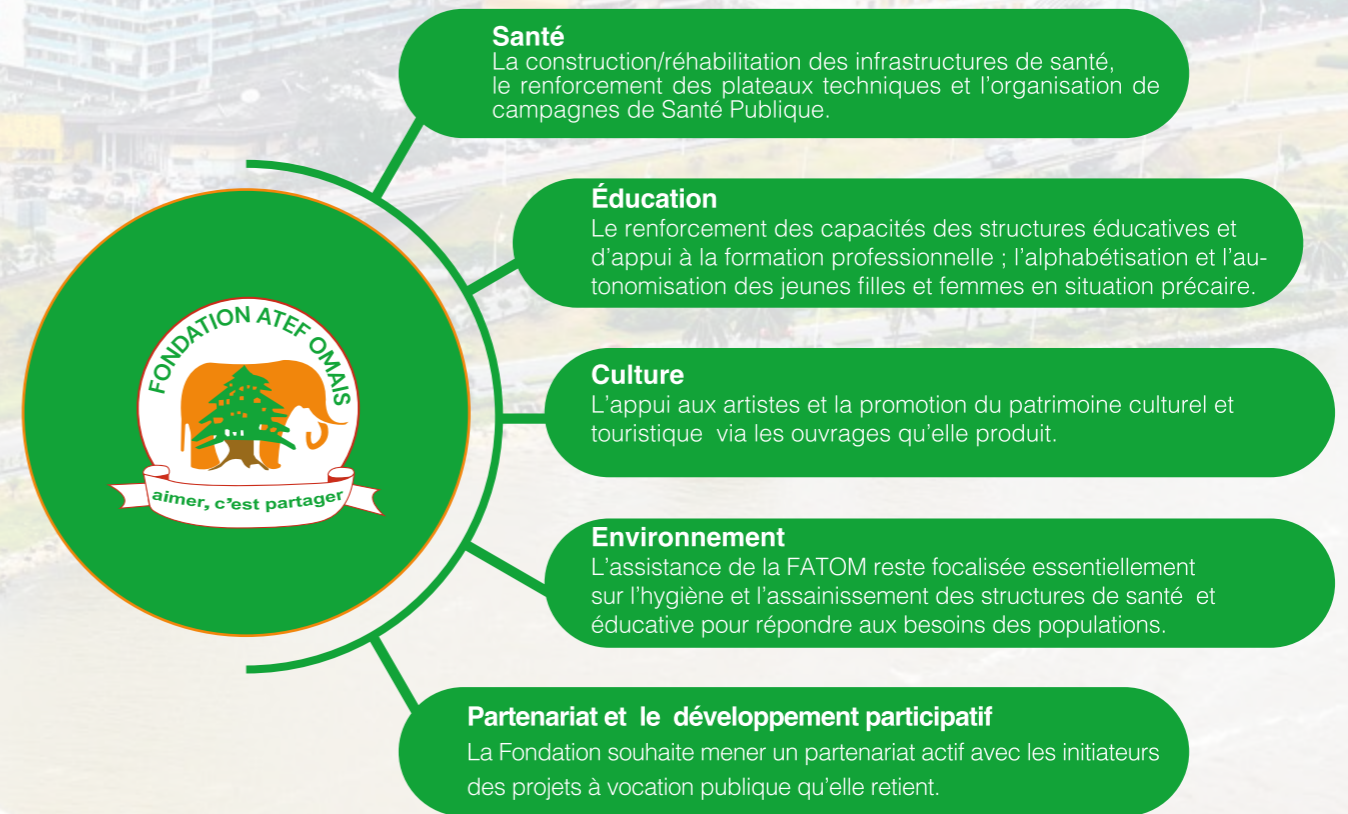 Santé
La construction/réhabilitation des infrastructures de santé,
le renforcement des plateaux techniques et l'organisation de
campagnes de Santé Publique.
Éducation
Le renforcement des capacités des structures éducatives et
d'appui à la formation professionnelle ; l'alphabétisation et l'au-
tonomisation des jeunes filles et femmes en situation précaire.
FONDATION ATEF OMAIS
aimer, c'est partager
Culture
L'appui aux artistes et la promotion du patrimoine culturel et
touristique  via les ouvrages qu'elle produit.
Environnement
L'assistance de la FATOM reste focalisée essentiellement
sur l'hygiène et l'assainissement des structures de santé  et
éducative pour répondre aux besoins des populations.
Partenariat et  le  développement participatif
La Fondation souhaite mener un partenariat actif avec les initiateurs
des projets à vocation publique qu'elle retient.